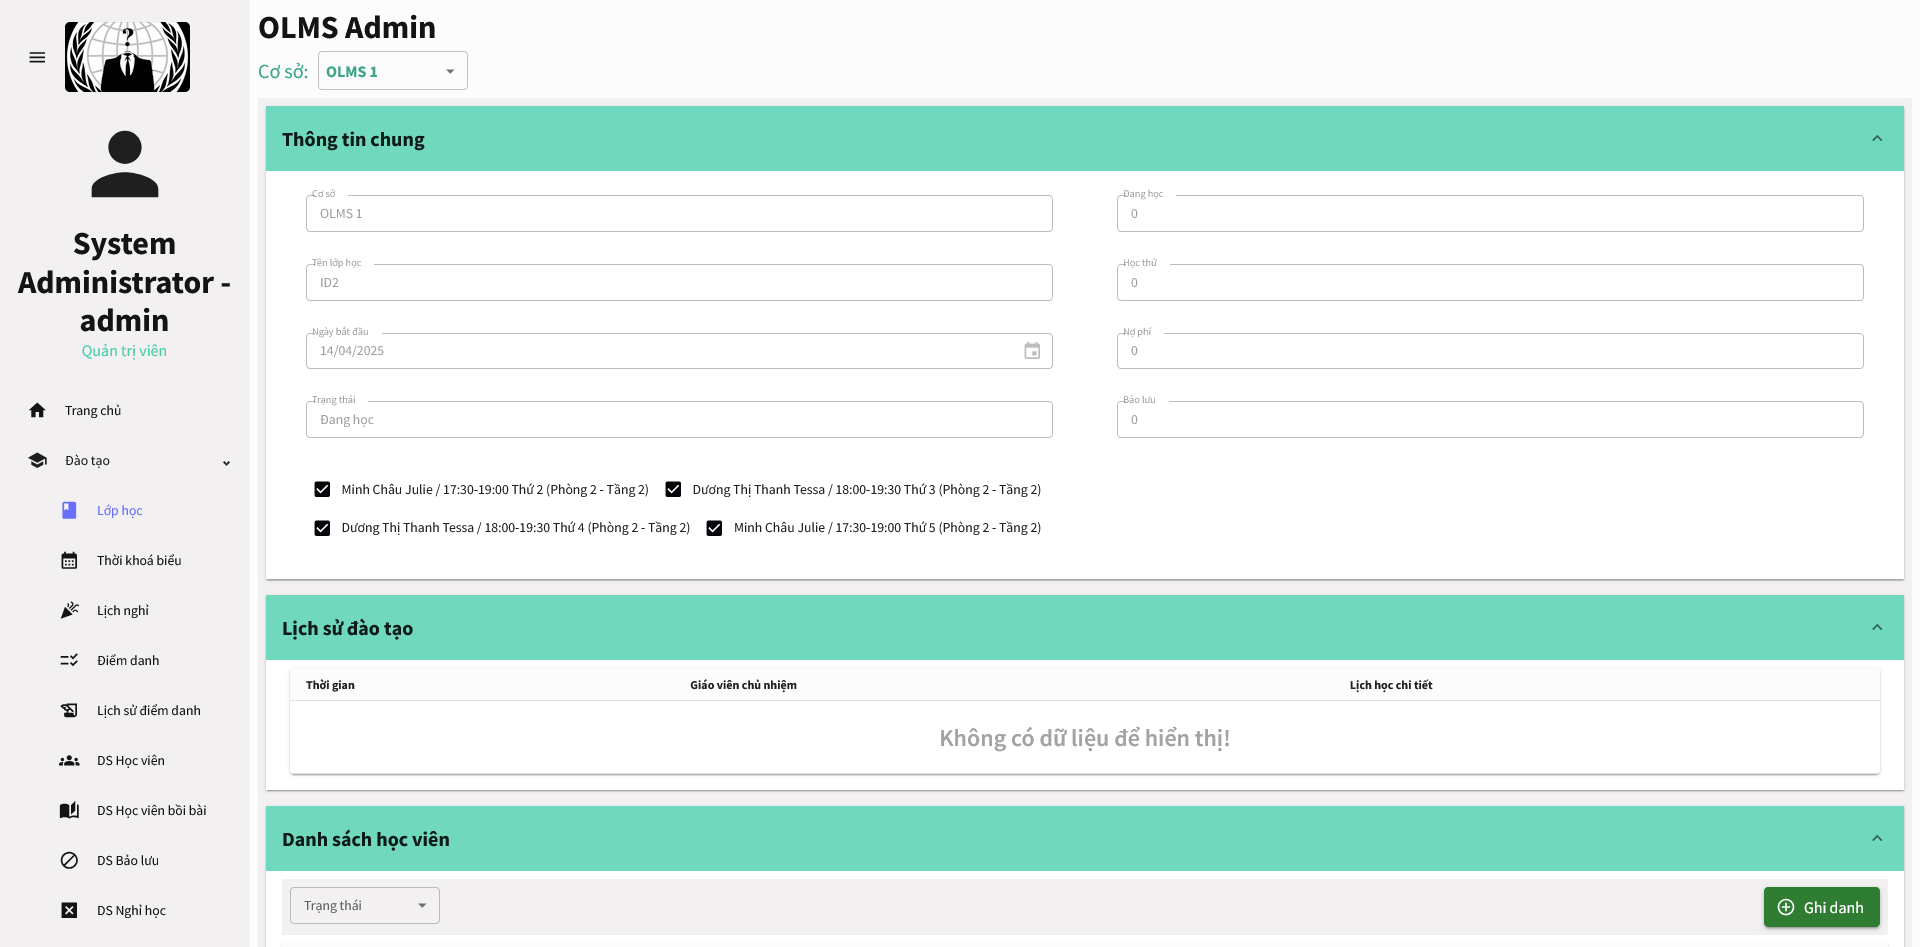 OLMS Admin
Cơ sở:
OLMS 1
System
Administrator -
admin
Quản trị viên
Trang chủ
Đào tạo
Lớp học
Thời khoá biểu
Lịch nghỉ
Điểm danh
Lịch sử điểm danh
DS Học viên
DS Học viên bồi bài
DS Bảo lưu
DS Nghỉ học
Thông tin chung
Cơ sở
OLMS 1
Đang học
0
Tên lớp học
ID2
Học thử
0
Ngày bắt đầu
14/04/2025
Nợ phí
0
Trạng thái
Đang học
Bảo lưu
0
Minh Châu Julie / 17:30-19:00 Thứ 2 (Phòng 2 - Tầng 2)
Dương Thị Thanh Tessa / 18:00-19:30 Thứ 3 (Phòng 2 - Tầng 2)
Dương Thị Thanh Tessa / 18:00-19:30 Thứ 4 (Phòng 2 - Tầng 2)
Minh Châu Julie / 17:30-19:00 Thứ 5 (Phòng 2 - Tầng 2)
Lịch sử đào tạo
Thời gian
Giáo viên chủ nhiệm
Lịch học chi tiết
Không có dữ liệu để hiển thị!
Danh sách học viên
Trạng thái
Ghi danh